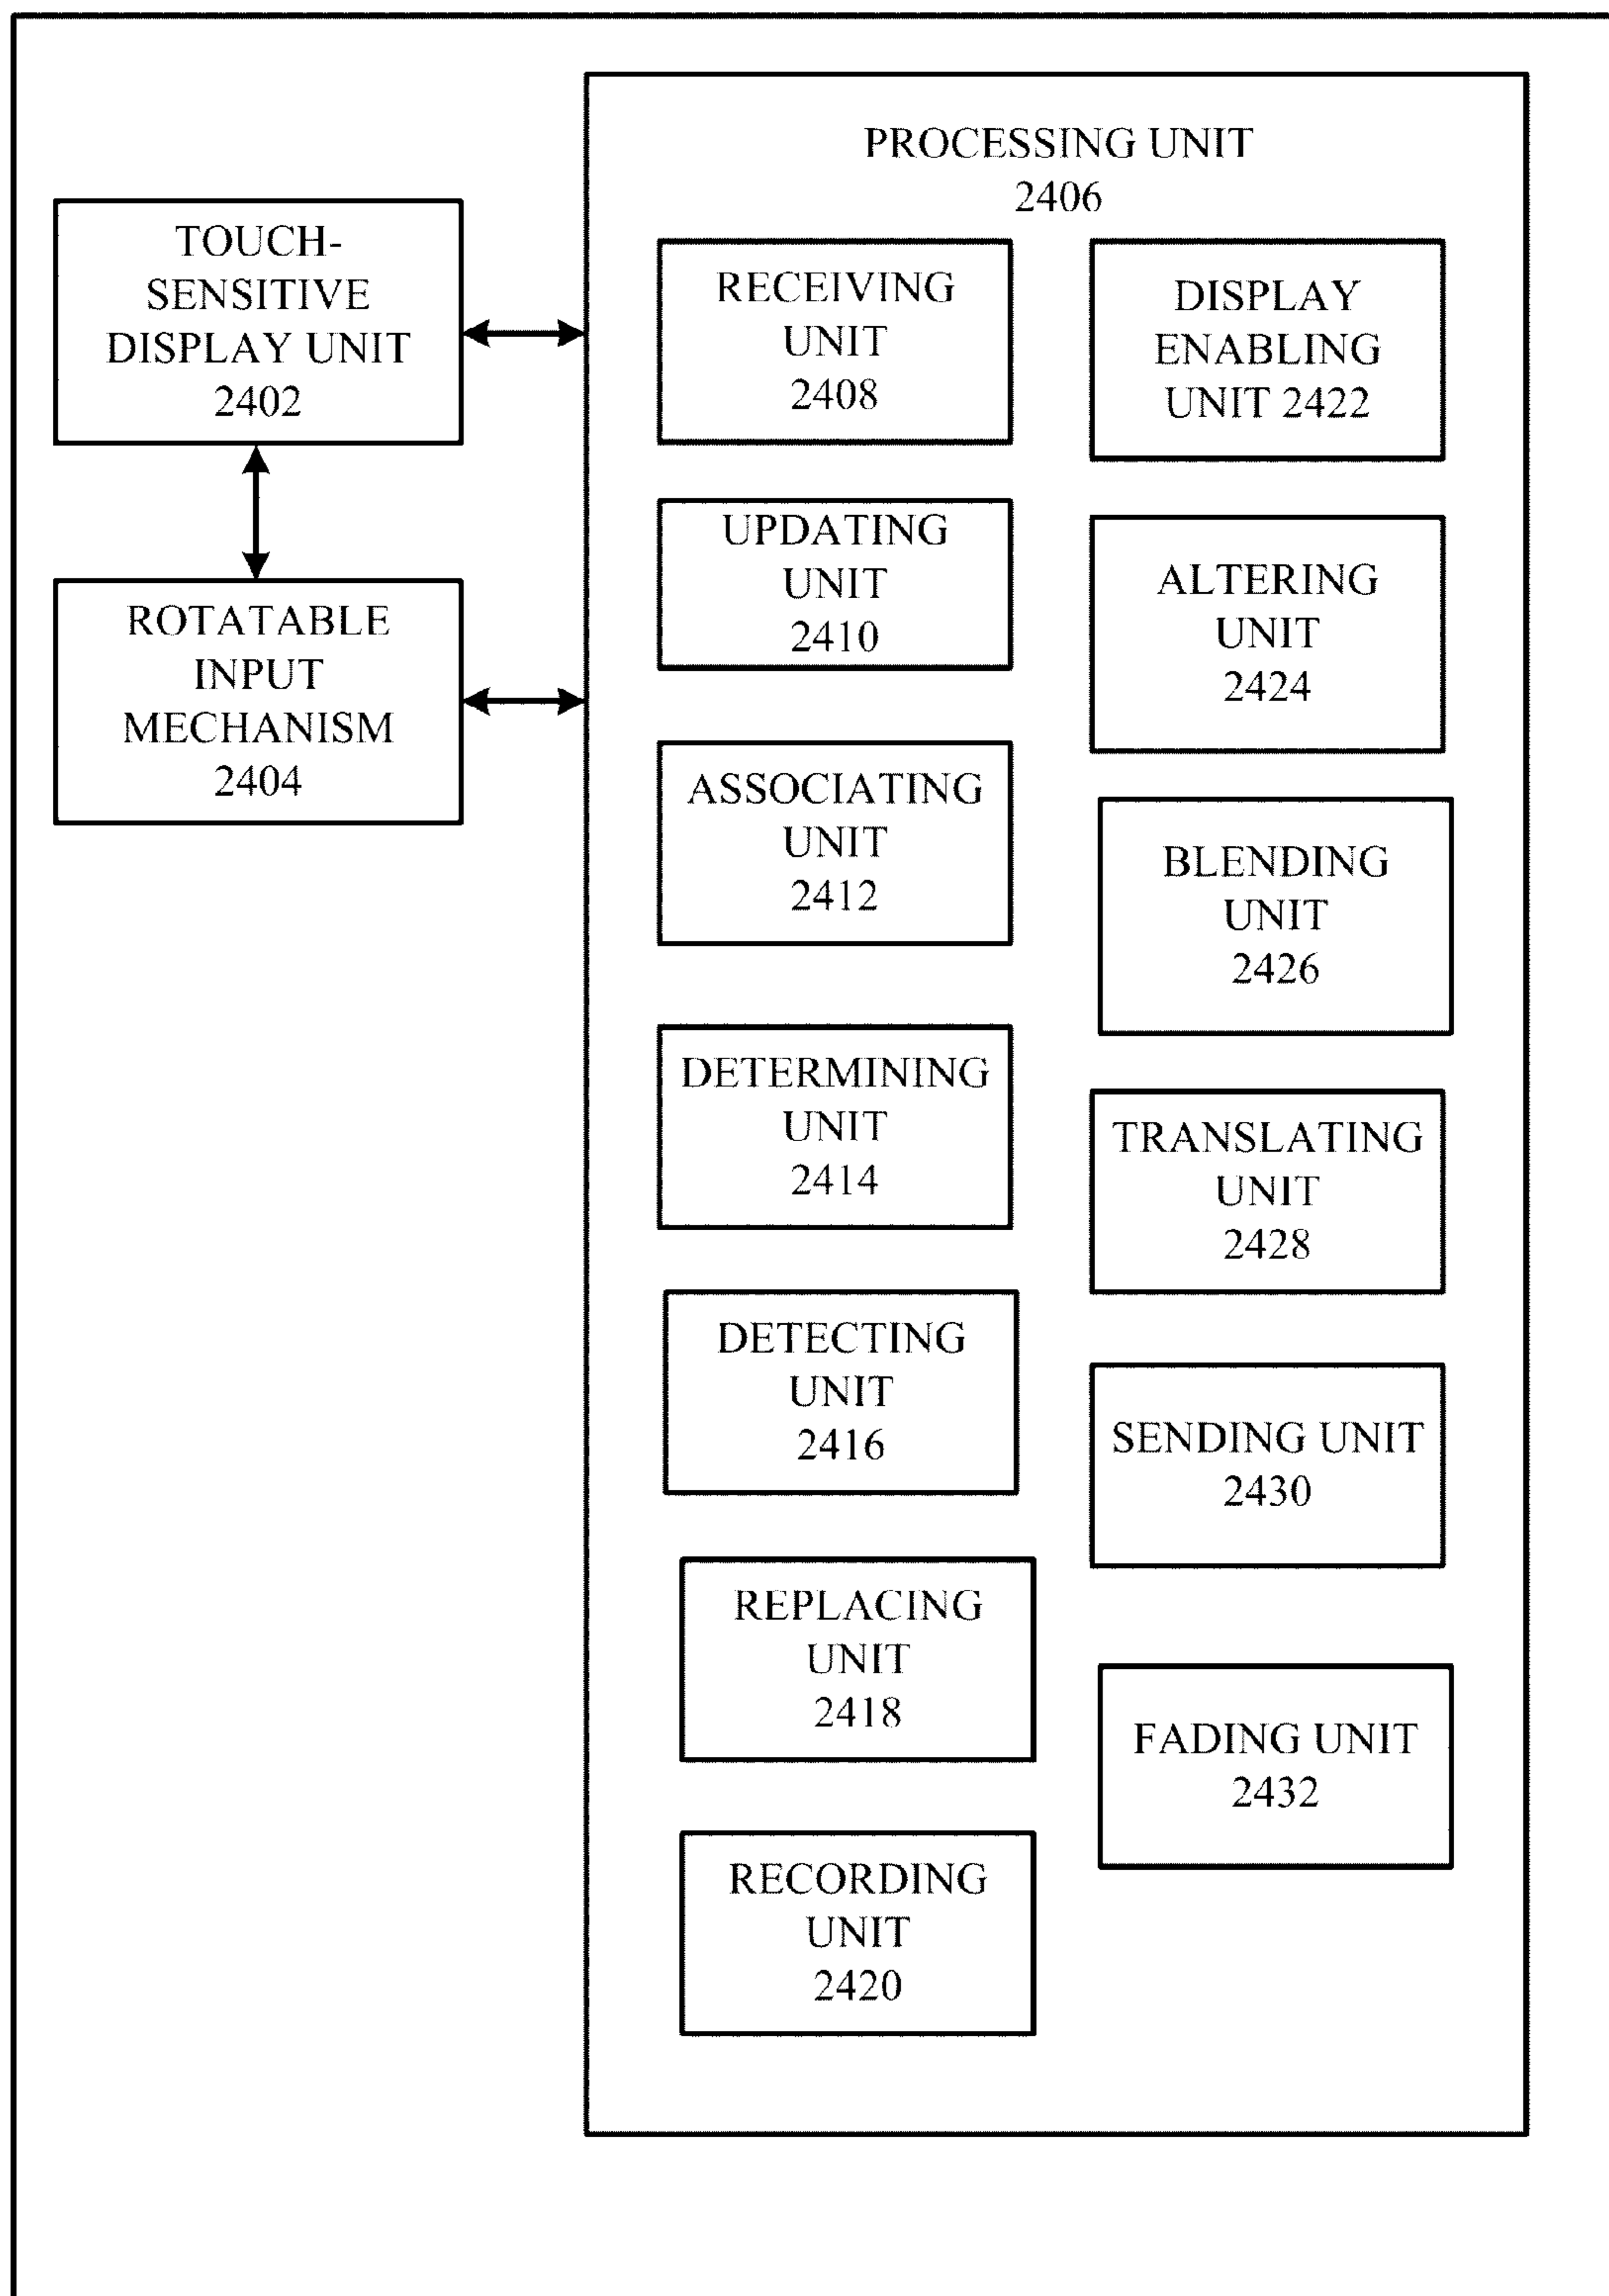 PROCESSING UNIT
2406
TOUCH-
SENSITIVE
DISPLAY UNIT
2402
ROTATABLE
INPUT
MECHANISM
2404
RECEIVING
UNIT
2408
UPDATING
UNIT
2410
ASSOCIATING
UNIT
2412
DETERMINING
UNIT
2414
DETECTING
UNIT
2416
REPLACING
UNIT
2418
RECORDING
UNIT
2420
DISPLAY
ENABLING
UNIT 2422
ALTERING
UNIT
2424
BLENDING
UNIT
2426
TRANSLATING
UNIT
2428
SENDING UNIT
2430
FADING UNIT
2432